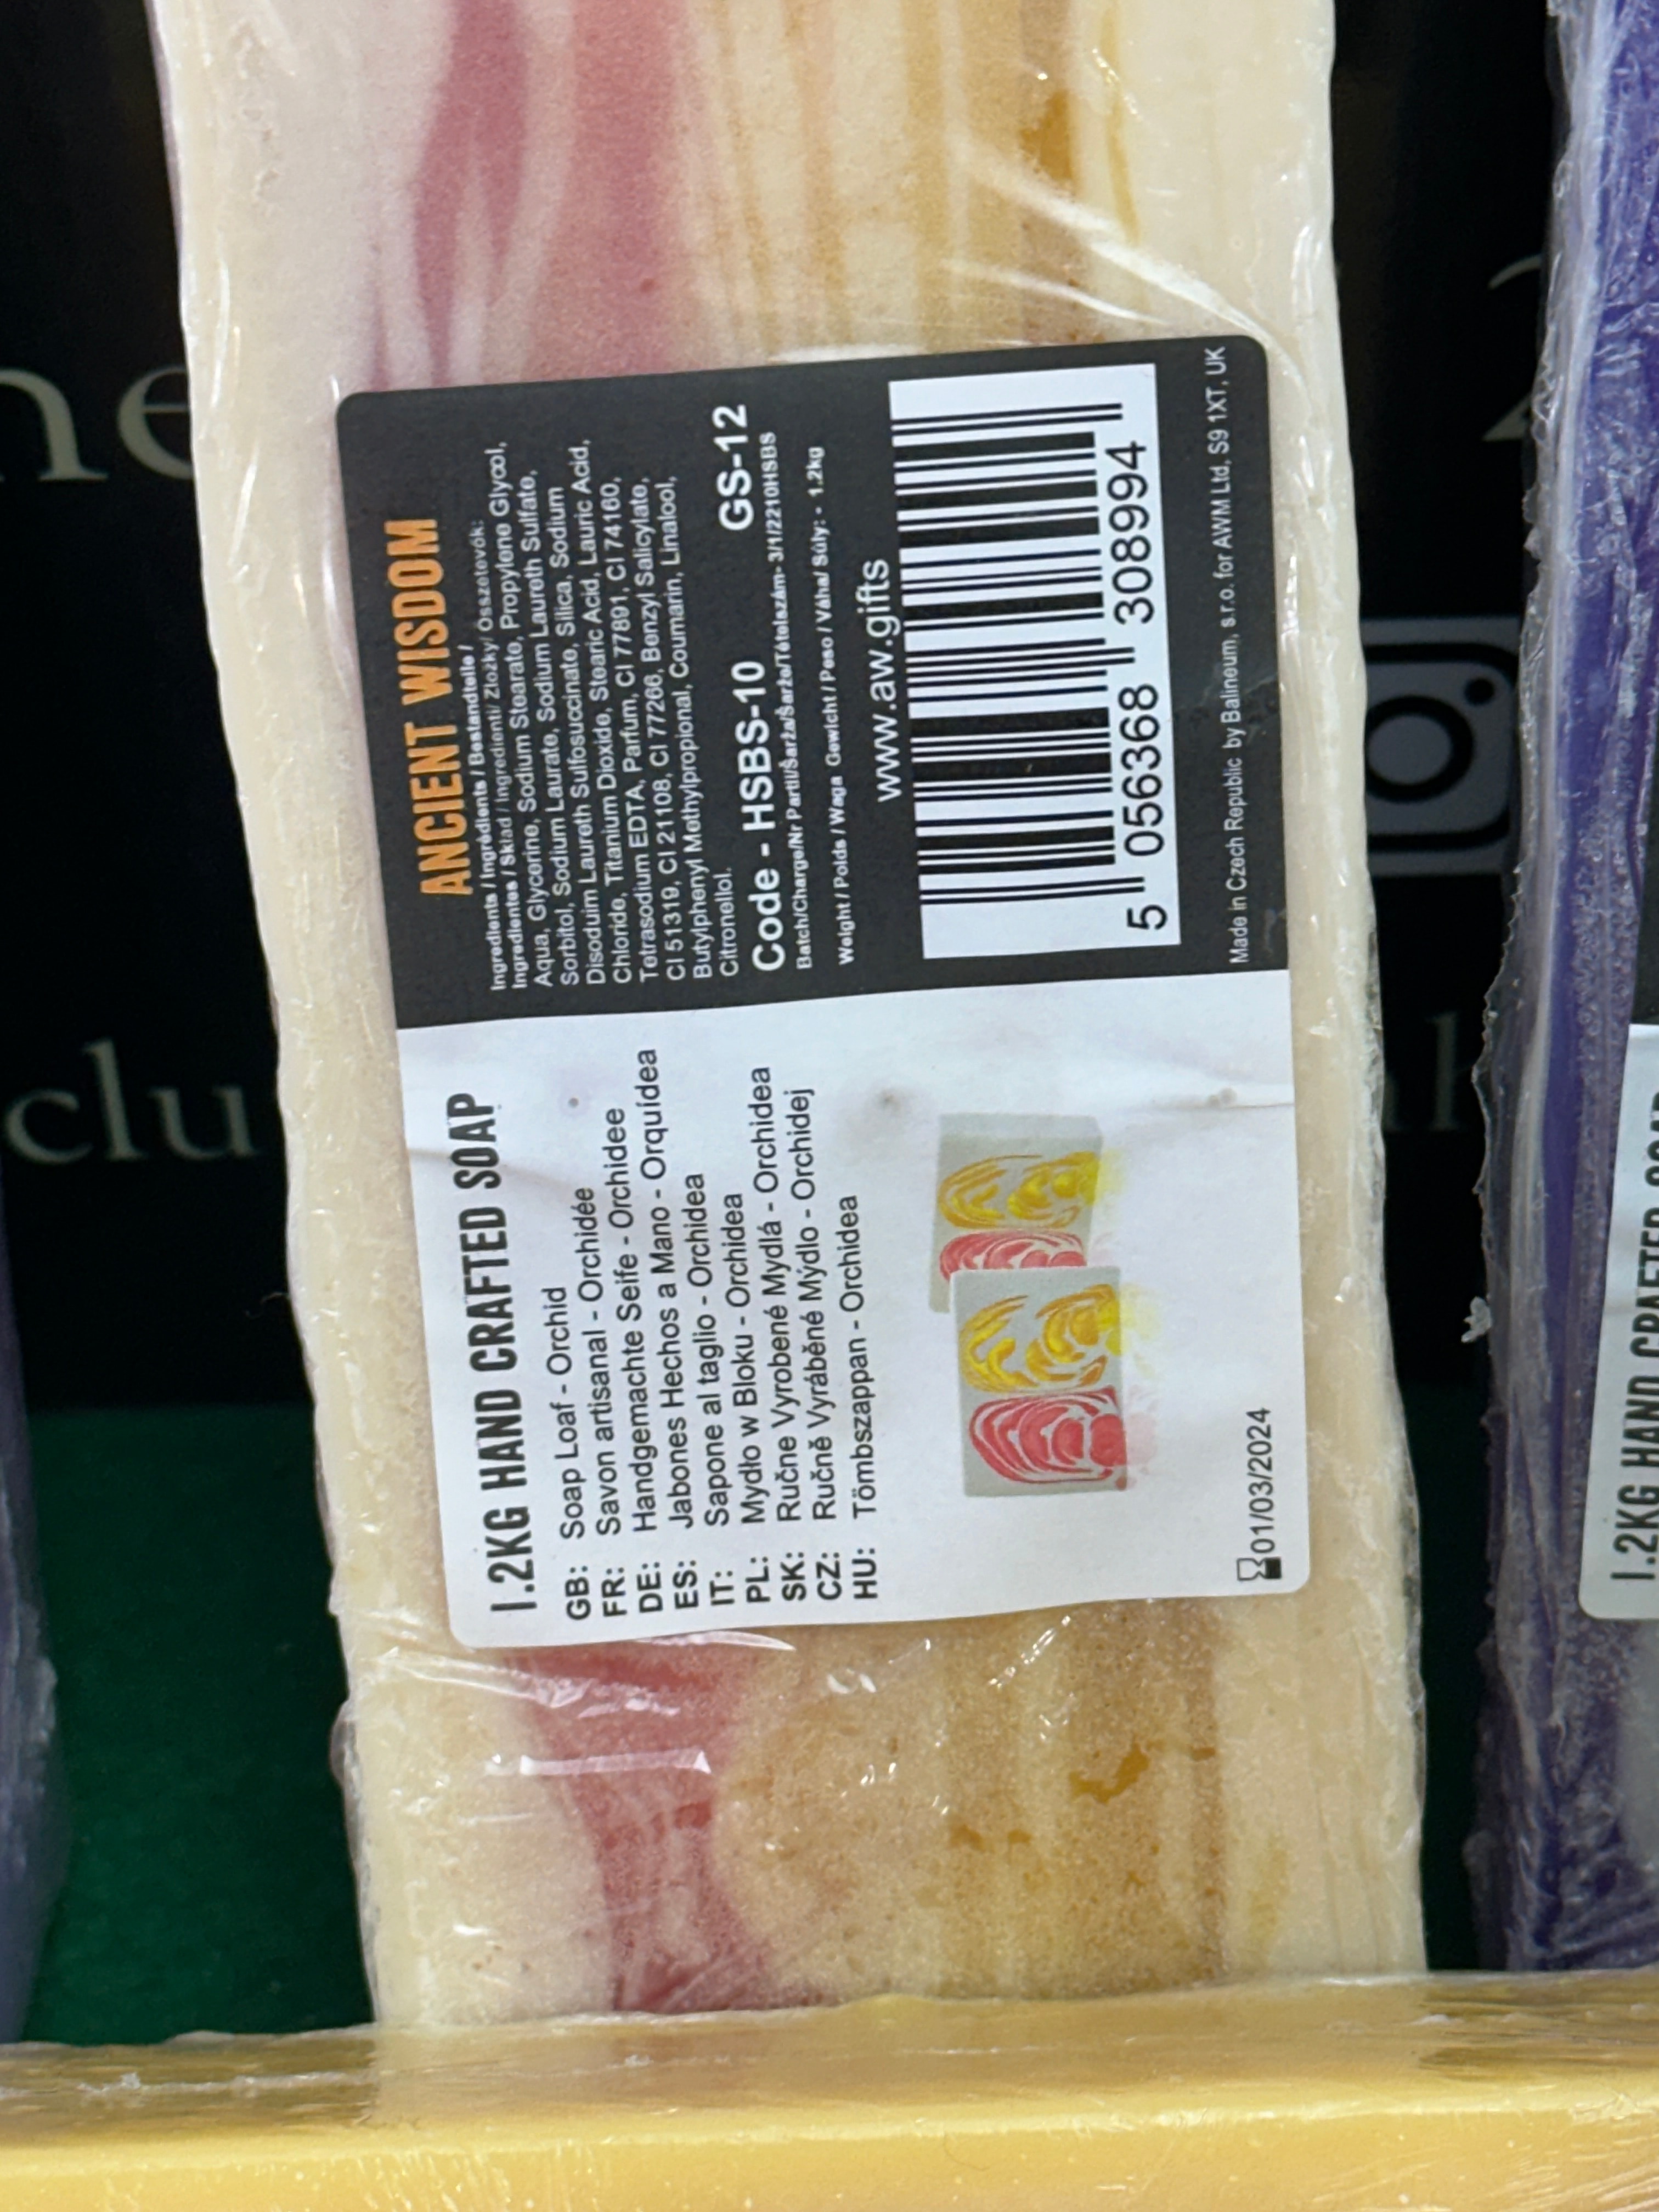 1.2KG HAND CRAFTED SOAP
GB: Soap Loaf - Orchid
FR: Savon artisanal - Orchidée
DE: Handgemachte Seife - Orchidee
ES: Jabones Hechos a Mano - Orquídea
IT: Sapone al taglio - Orchidea
PL: Mydło w Bloku - Orchidea
SK: Ručne Vyrobené Mydlá - Orchidea
CZ: Ručně Vyráběné Mýdlo - Orchidej
HU: Tömbszappan - Orchidea
01/03/2024
ANCIENT WISDOM
Ingredients / Ingrédients / Bestandteile /
Ingredientes / Skład / Ingredienti/ Zložky/ Összetevők:
Aqua, Glycerine, Sodium Stearate, Propylene Glycol,
Sorbitol, Sodium Laurate, Sodium Laureth Sulfate,
Disodium Laureth Sulfosuccinate, Silica, Sodium
Chloride, Titanium Dioxide, Stearic Acid, Lauric Acid,
Tetrasodium EDTA, Parfum, CI 77891, CI 74160,
CI 51319, CI 21108, CI 77266, Benzyl Salicylate,
Butylphenyl Methylpropional, Coumarin, Linalool,
Citronellol.
Code - HSBS-10 GS-12
Batch/Charge/Nr Partii/Šarža/Šarže/Tételszám- 3/1/2210HSBS
Weight / Poids / Waga Gewicht / Peso / Váha/ Súly: - 1.2kg
www.aw.gifts
5 056368 308994
Made in Czech Republic by Balineum, s.r.o. for AWM Ltd, S9 1XT, UK
ne
clu
1.2KG HAND CRAFTED SOAP